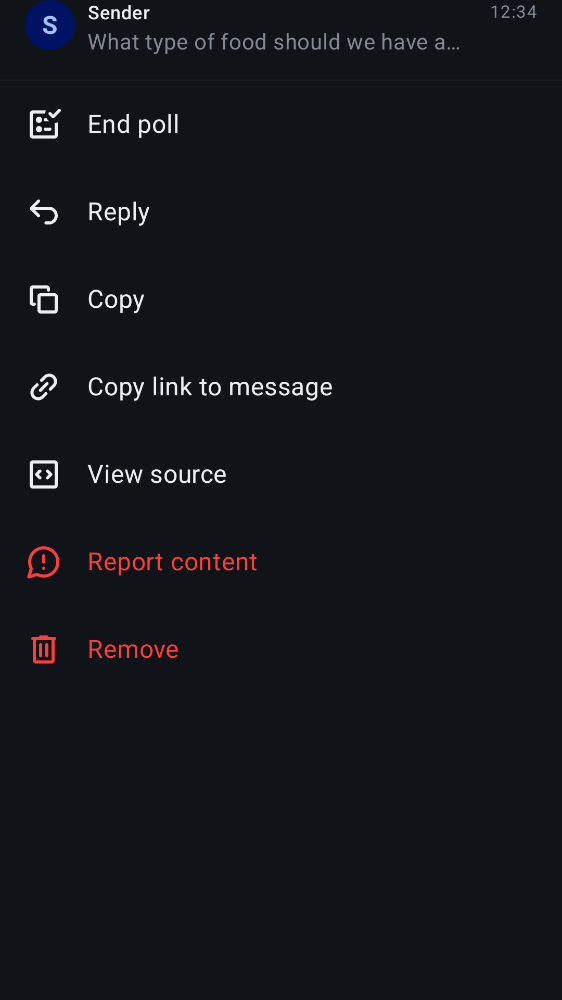 S
Sender
12:34
What type of food should we have a…
End poll
Reply
Copy
Copy link to message
View source
Report content
Remove